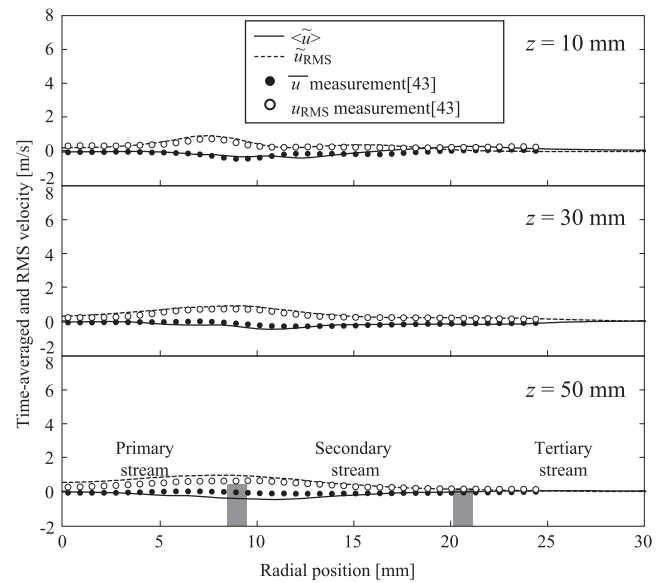 Time-averaged and RMS velocity [m/s]
8
6
4
2
0
-2
<ũ>
ũRMS
u̅ measurement[43]
uRMS measurement[43]
z = 10 mm
6
4
2
0
-2
z = 30 mm
6
4
2
0
-2
z = 50 mm
Primary
stream
Secondary
stream
Tertiary
stream
0 5 10 15 20 25 30
Radial position [mm]